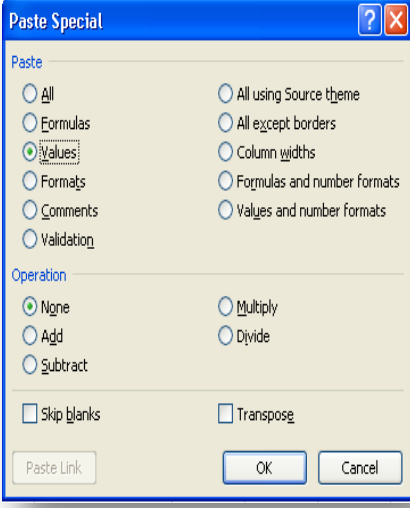 Paste Special
Paste
All
All using Source theme
Formulas
All except borders
Values
Column widths
Formats
Formulas and number formats
Comments
Values and number formats
Validation
Operation
None
Multiply
Add
Divide
Subtract
Skip blanks
Transpose
Paste Link
OK
Cancel